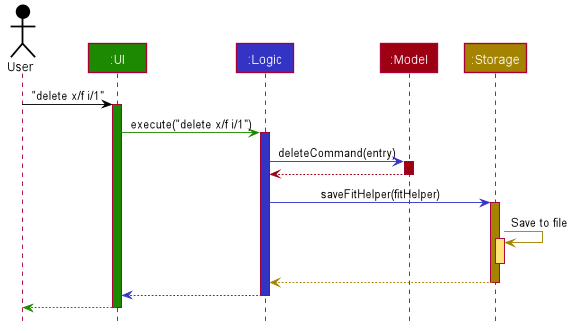 User
:UI
:Logic
:Model
:Storage
"delete x/f i/1"
execute("delete x/f i/1")
deleteCommand(entry)
saveFitHelper(fitHelper)
Save to file